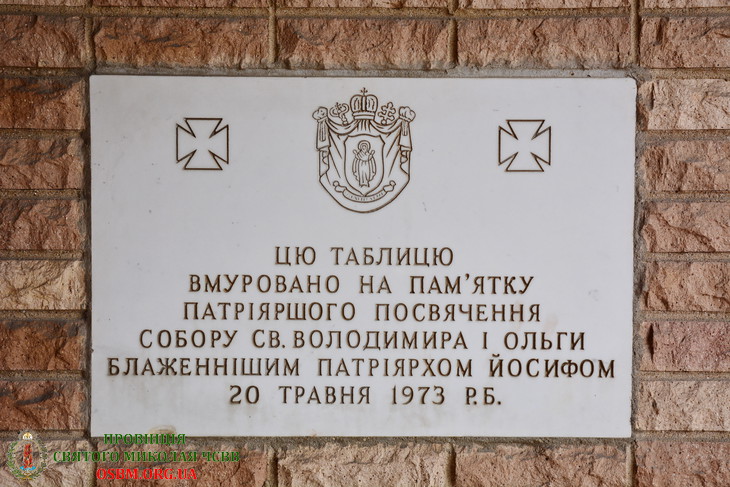 ЦЮ ТАБЛИЦЮ
ВМУРОВАНО НА ПАМ'ЯТКУ
ПАТРІЯРШОГО ПОСВЯЧЕННЯ
СОБОРУ СВ. ВОЛОДИМИРА І ОЛЬГИ
БЛАЖЕННІШИМ ПАТРІЯРХОМ ЙОСИФОМ
20 ТРАВНЯ 1973 Р.Б.
ПРОВІНЦІЯ
СВЯТОГО МИКОЛАЯ ЧСВВ
OSBM.ORG.UA